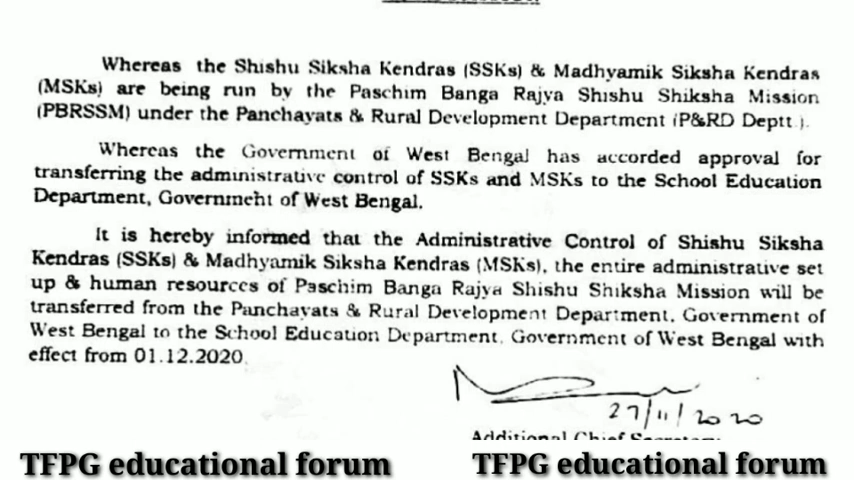 Whereas the Shishu Siksha Kendras (SSKs) & Madhyamik Siksha Kendras
(MSKs) are being run by the Paschim Banga Rajya Shishu Shiksha Mission
(PBRSSM) under the Panchayats & Rural Development Department (P&RD Deptt.).
Whereas the Government of West Bengal has accorded approval for
transferring the administrative control of SSKs and MSKs to the School Education
Department, Government of West Bengal.
It is hereby informed that the Administrative Control of Shishu Siksha
Kendras (SSKs) & Madhyamik Siksha Kendras (MSKs), the entire administrative set
up & human resources of Paschim Banga Rajya Shishu Shiksha Mission will be
transferred from the Panchayats & Rural Development Department, Government of
West Bengal to the School Education Department, Government of West Bengal with
effect from 01.12.2020.
27/11/2020
Additional Chief Secretary
TFPG educational forum TFPG educational forum